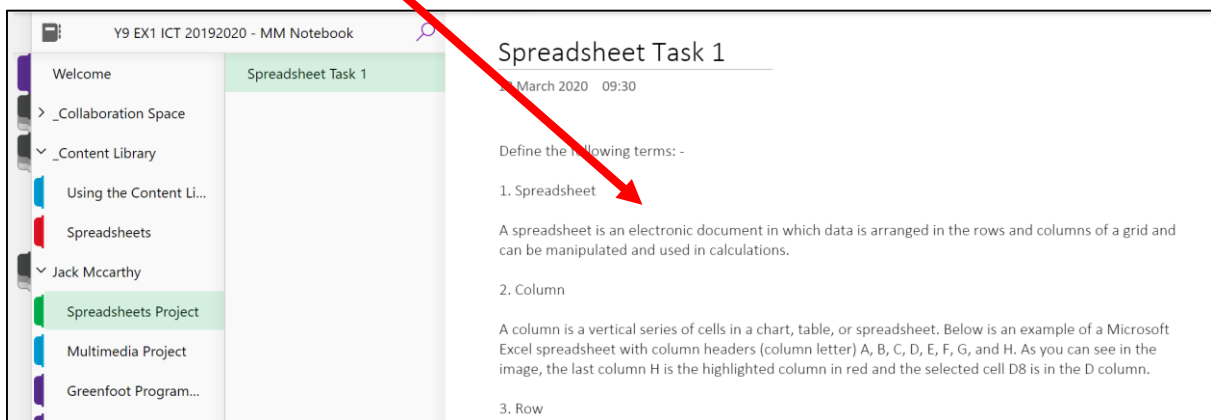 Y9 EX1 ICT 20192020 - MM Notebook
Welcome
_Collaboration Space
_Content Library
Using the Content Li...
Spreadsheets
Jack Mccarthy
Spreadsheets Project
Multimedia Project
Greenfoot Program...
Spreadsheet Task 1
Spreadsheet Task 1
March 2020 09:30
Define the following terms: -
1. Spreadsheet
A spreadsheet is an electronic document in which data is arranged in the rows and columns of a grid and
can be manipulated and used in calculations.
2. Column
A column is a vertical series of cells in a chart, table, or spreadsheet. Below is an example of a Microsoft
Excel spreadsheet with column headers (column letter) A, B, C, D, E, F, G, and H. As you can see in the
image, the last column H is the highlighted column in red and the selected cell D8 is in the D column.
3. Row